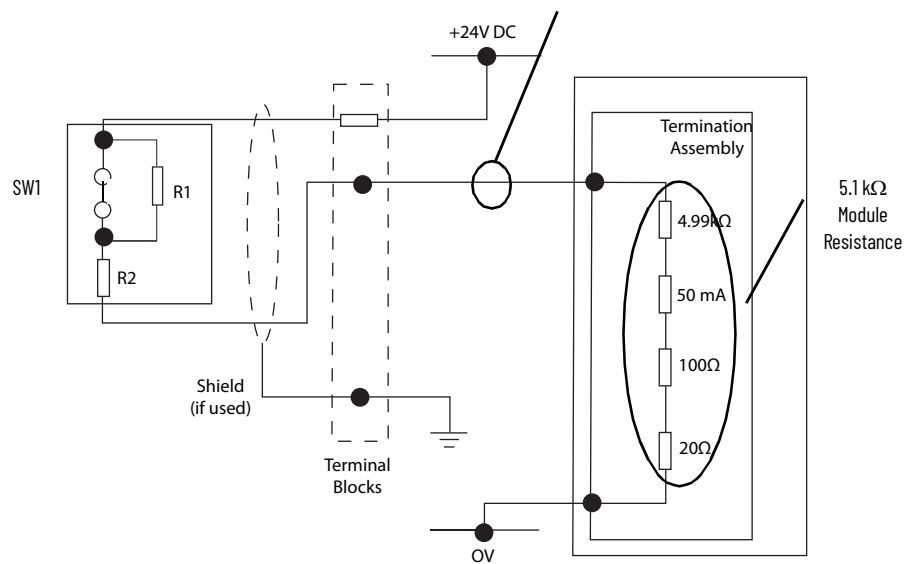 +24V DC
Termination
Assembly
SW1
R1
5.1 kΩ
Module
Resistance
4.99kΩ
R2
50 mA
100Ω
Shield
(if used)
20Ω
Terminal
Blocks
OV